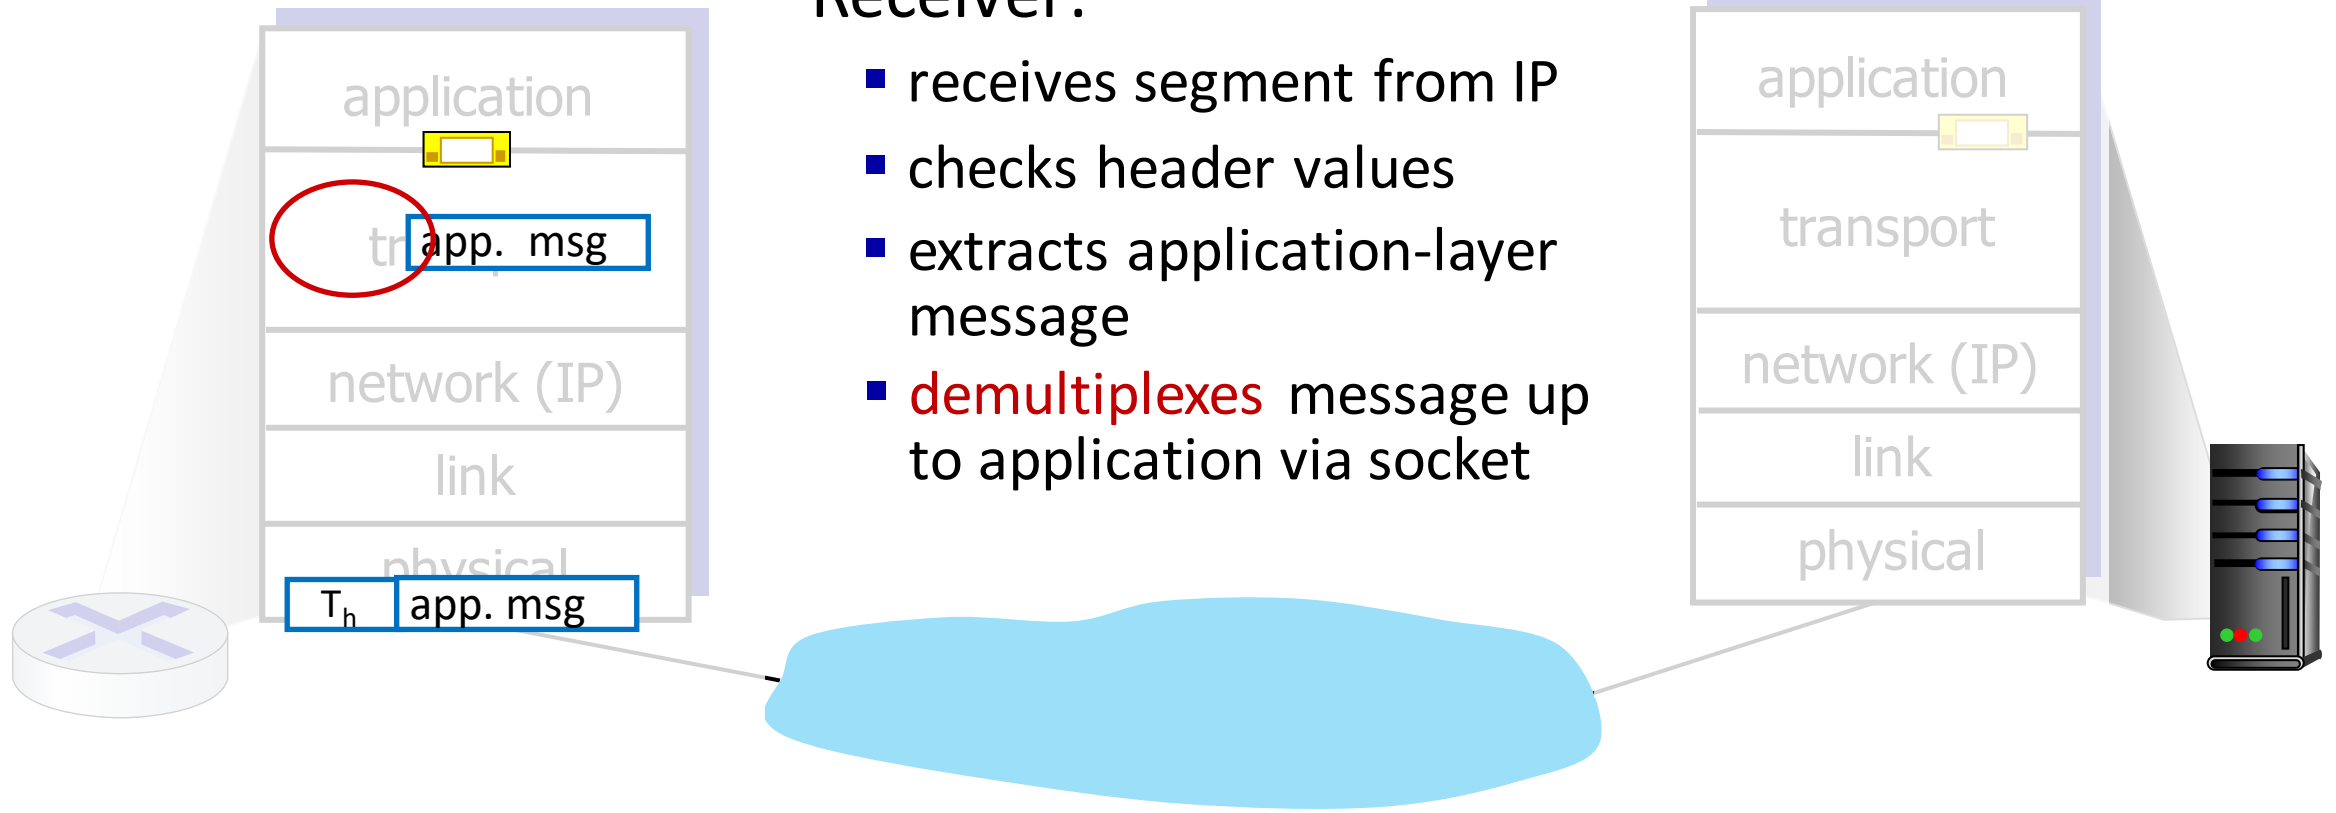 Receiver:
receives segment from IP
checks header values
extracts application-layer
message
demultiplexes message up
to application via socket
application
app. msg
network (IP)
link
physical
Th app. msg
application
transport
network (IP)
link
physical